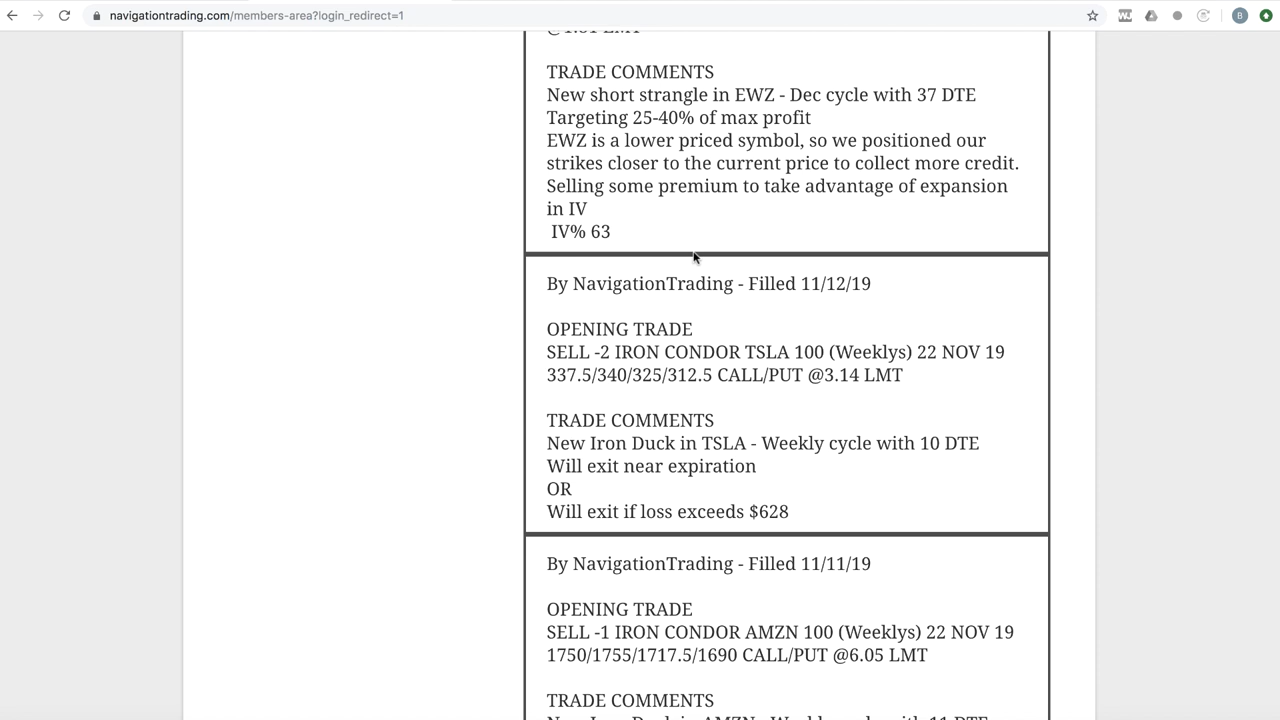 navigationtrading.com/members-area?login_redirect=1
TRADE COMMENTS
New short strangle in EWZ - Dec cycle with 37 DTE
Targeting 25-40% of max profit
EWZ is a lower priced symbol, so we positioned our
strikes closer to the current price to collect more credit.
Selling some premium to take advantage of expansion
in IV
IV% 63
By NavigationTrading - Filled 11/12/19
OPENING TRADE
SELL -2 IRON CONDOR TSLA 100 (Weeklys) 22 NOV 19
337.5/340/325/312.5 CALL/PUT @3.14 LMT
TRADE COMMENTS
New Iron Duck in TSLA - Weekly cycle with 10 DTE
Will exit near expiration
OR
Will exit if loss exceeds $628
By NavigationTrading - Filled 11/11/19
OPENING TRADE
SELL -1 IRON CONDOR AMZN 100 (Weeklys) 22 NOV 19
1750/1755/1717.5/1690 CALL/PUT @6.05 LMT
TRADE COMMENTS